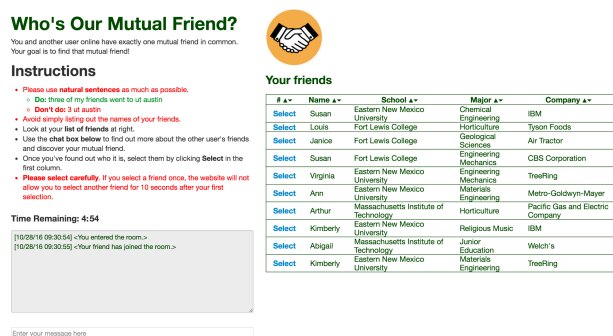 Who's Our Mutual Friend?
You and another user online have exactly one mutual friend in common.
Your goal is to find that mutual friend!
Instructions
Please use natural sentences as much as possible.
Do: three of my friends went to ut austin
Don't do: 3 ut austin
Avoid simply listing out the names of your friends.
Look at your list of friends at right.
Use the chat box below to find out more about the other user's friends
and discover your mutual friend.
Once you've found out who it is, select them by clicking Select in the
first column.
Please select carefully. If you select a friend once, the website will not
allow you to select another friend for 10 seconds after your first
selection.
Time Remaining: 4:54
[10/28/16 09:30:54] <You entered the room.>
[10/28/16 09:30:55] <Your friend has joined the room.>
Enter your message here
Your friends
# ▲▼ Name ▲▼ School ▲▼ Major ▲▼ Company ▲▼
Select Susan Eastern New Mexico University Chemical Engineering IBM
Select Louis Fort Lewis College Horticulture Tyson Foods
Select Janice Fort Lewis College Geological Sciences Air Tractor
Select Susan Fort Lewis College Engineering Mechanics CBS Corporation
Select Virginia Eastern New Mexico University Engineering Mechanics TreeRing
Select Ann Eastern New Mexico University Materials Engineering Metro-Goldwyn-Mayer
Select Arthur Massachusetts Institute of Technology Horticulture Pacific Gas and Electric Company
Select Kimberly Eastern New Mexico University Religious Music IBM
Select Abigail Massachusetts Institute of Technology Junior Education Welch's
Select Kimberly Eastern New Mexico University Materials Engineering TreeRing